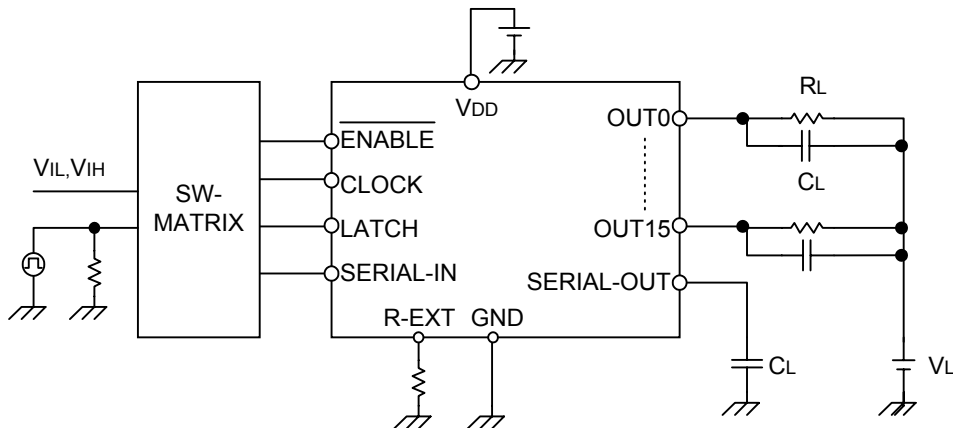 VDD
RL
OUT0
ENABLE
VIL,VIH
CL
CLOCK
SW-
MATRIX
LATCH
OUT15
SERIAL-IN
SERIAL-OUT
R-EXT GND
CL
VL